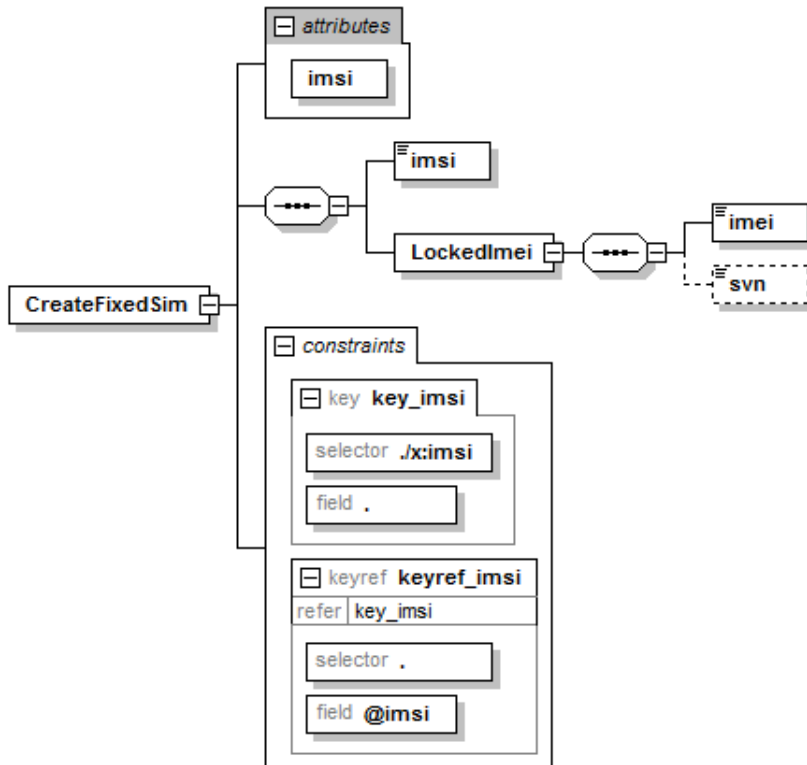 attributes
imsi
imsi
LockedImei
imei
svn
CreateFixedSim
constraints
key key_imsi
selector ./x:imsi
field .
keyref keyref_imsi
refer key_imsi
selector .
field @imsi